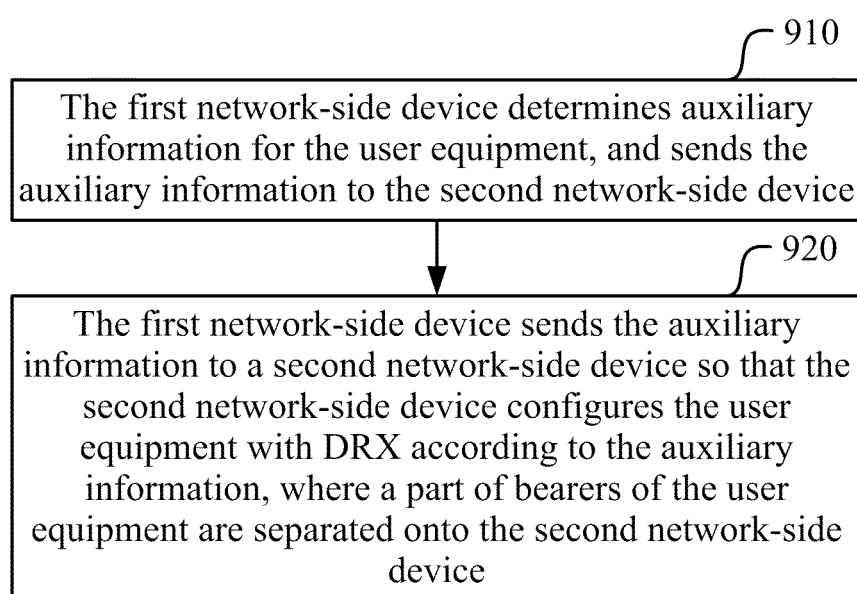 910
The first network-side device determines auxiliary
information for the user equipment, and sends the
auxiliary information to the second network-side device
920
The first network-side device sends the auxiliary
information to a second network-side device so that the
second network-side device configures the user
equipment with DRX according to the auxiliary
information, where a part of bearers of the user
equipment are separated onto the second network-side
device